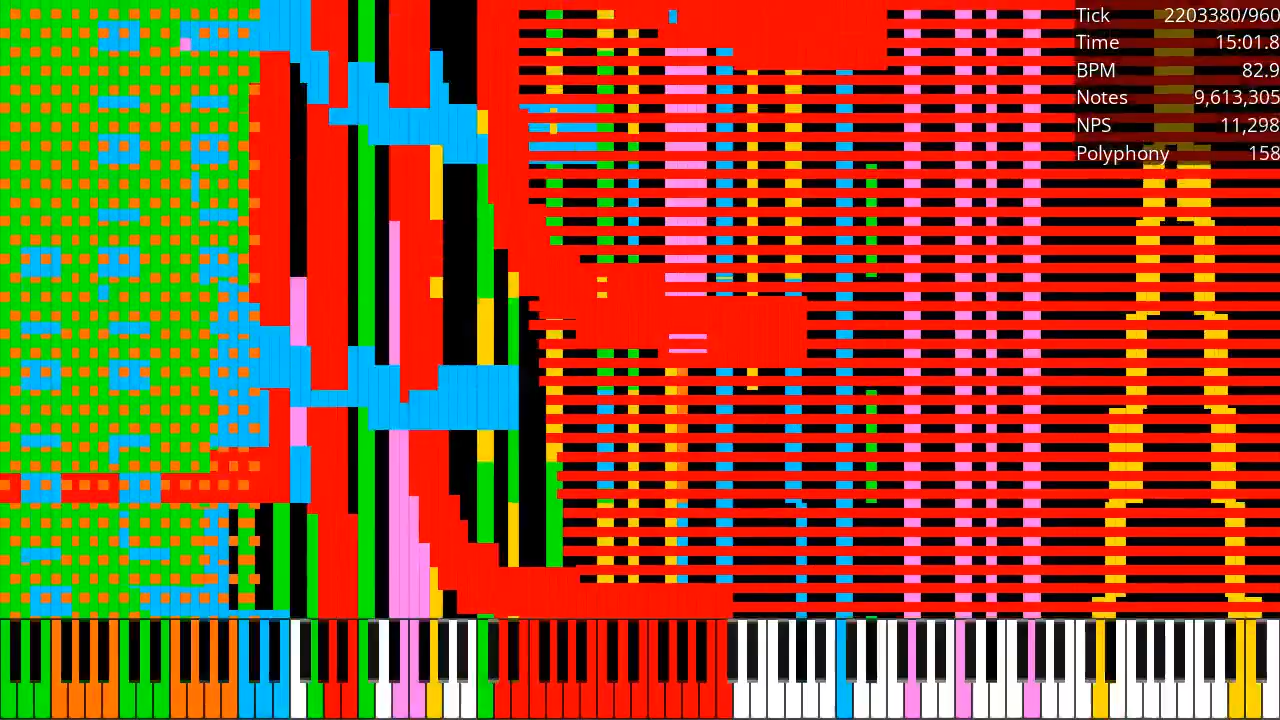 Tick 2203380/960
Time 15:01.8
BPM 82.9
Notes 9,613,305
NPS 11,298
Polyphony 158